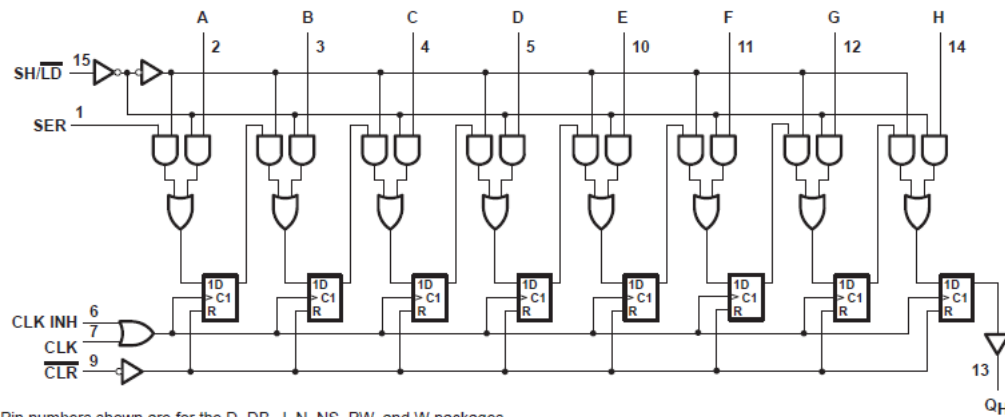 A B C D E F G H
2 3 4 5 10 11 12 14
SH/LD 15
SER 1
1D 1D 1D 1D 1D 1D 1D 1D
> C1 > C1 > C1 > C1 > C1 > C1 > C1 > C1
R R R R R R R R
CLK INH 6
CLK 7
CLR 9
13
QH
Pin numbers shown are for the D, DB, J, N, NS, PW, and W packages.